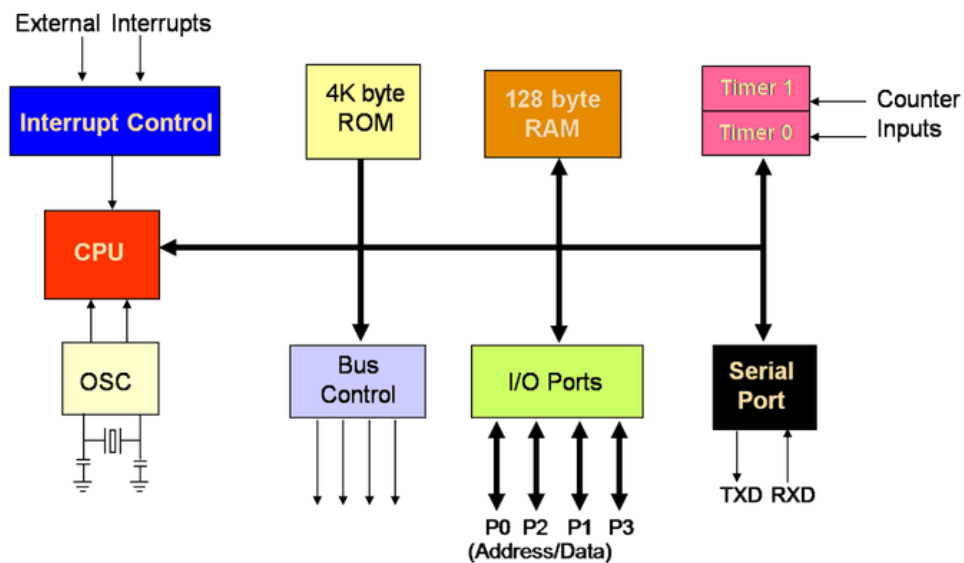 External Interrupts
Interrupt Control
4K byte
ROM
128 byte
RAM
Timer 1
Timer 0
Counter
Inputs
CPU
OSC
Bus
Control
I/O Ports
Serial
Port
P0 P2 P1 P3
(Address/Data)
TXD RXD